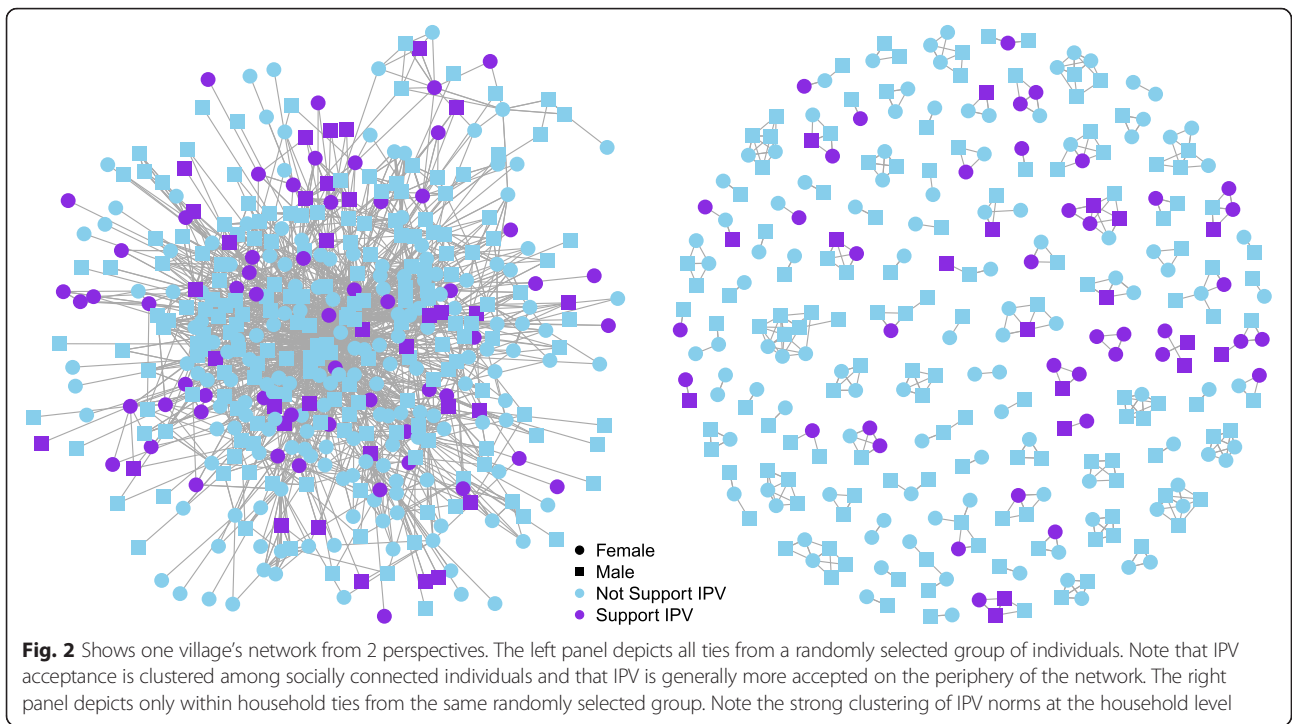 Female
Male
Not Support IPV
Support IPV
Fig. 2 Shows one village's network from 2 perspectives. The left panel depicts all ties from a randomly selected group of individuals. Note that IPV
acceptance is clustered among socially connected individuals and that IPV is generally more accepted on the periphery of the network. The right
panel depicts only within household ties from the same randomly selected group. Note the strong clustering of IPV norms at the household level